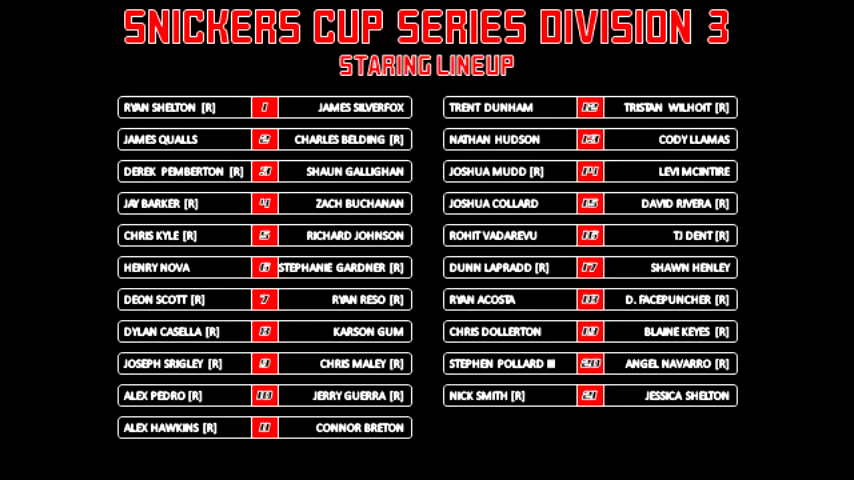 SNICKERS CUP SERIES DIVISION 3
STARING LINEUP
RYAN SHELTON [R] 1 JAMES SILVERFOX
JAMES QUALLS 2 CHARLES BELDING [R]
DEREK PEMBERTON [R] 3 SHAUN GALLIGHAN
JAY BARKER [R] 4 ZACH BUCHANAN
CHRIS KYLE [R] 5 RICHARD JOHNSON
HENRY NOVA 6 STEPHANIE GARDNER [R]
DEON SCOTT [R] 7 RYAN RESO [R]
DYLAN CASELLA [R] 8 KARSON GUM
JOSEPH SRIGLEY [R] 9 CHRIS MALEY [R]
ALEX PEDRO [R] 10 JERRY GUERRA [R]
ALEX HAWKINS [R] 11 CONNOR BRETON
TRENT DUNHAM 12 TRISTAN WILHOIT [R]
NATHAN HUDSON 13 CODY LLAMAS
JOSHUA MUDD [R] 14 LEVI MCINTIRE
JOSHUA COLLARD 15 DAVID RIVERA [R]
ROHIT VADAREVU 16 TJ DENT [R]
DUNN LAPRADD [R] 17 SHAWN HENLEY
RYAN ACOSTA 18 D. FACEPUNCHER [R]
CHRIS DOLLERTON 19 BLAINE KEYES [R]
STEPHEN POLLARD III 20 ANGEL NAVARRO [R]
NICK SMITH [R] 21 JESSICA SHELTON